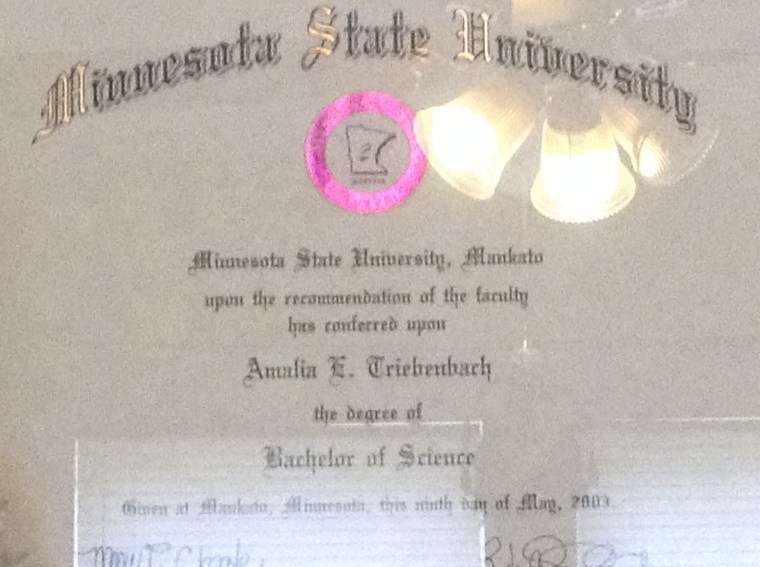 Minnesota State University
Minnesota State University, Mankato
upon the recommendation of the faculty
has conferred upon
Amalia E. Triebenbach
the degree of
Bachelor of Science
Given at Mankato, Minnesota, this ninth day of May, 2003